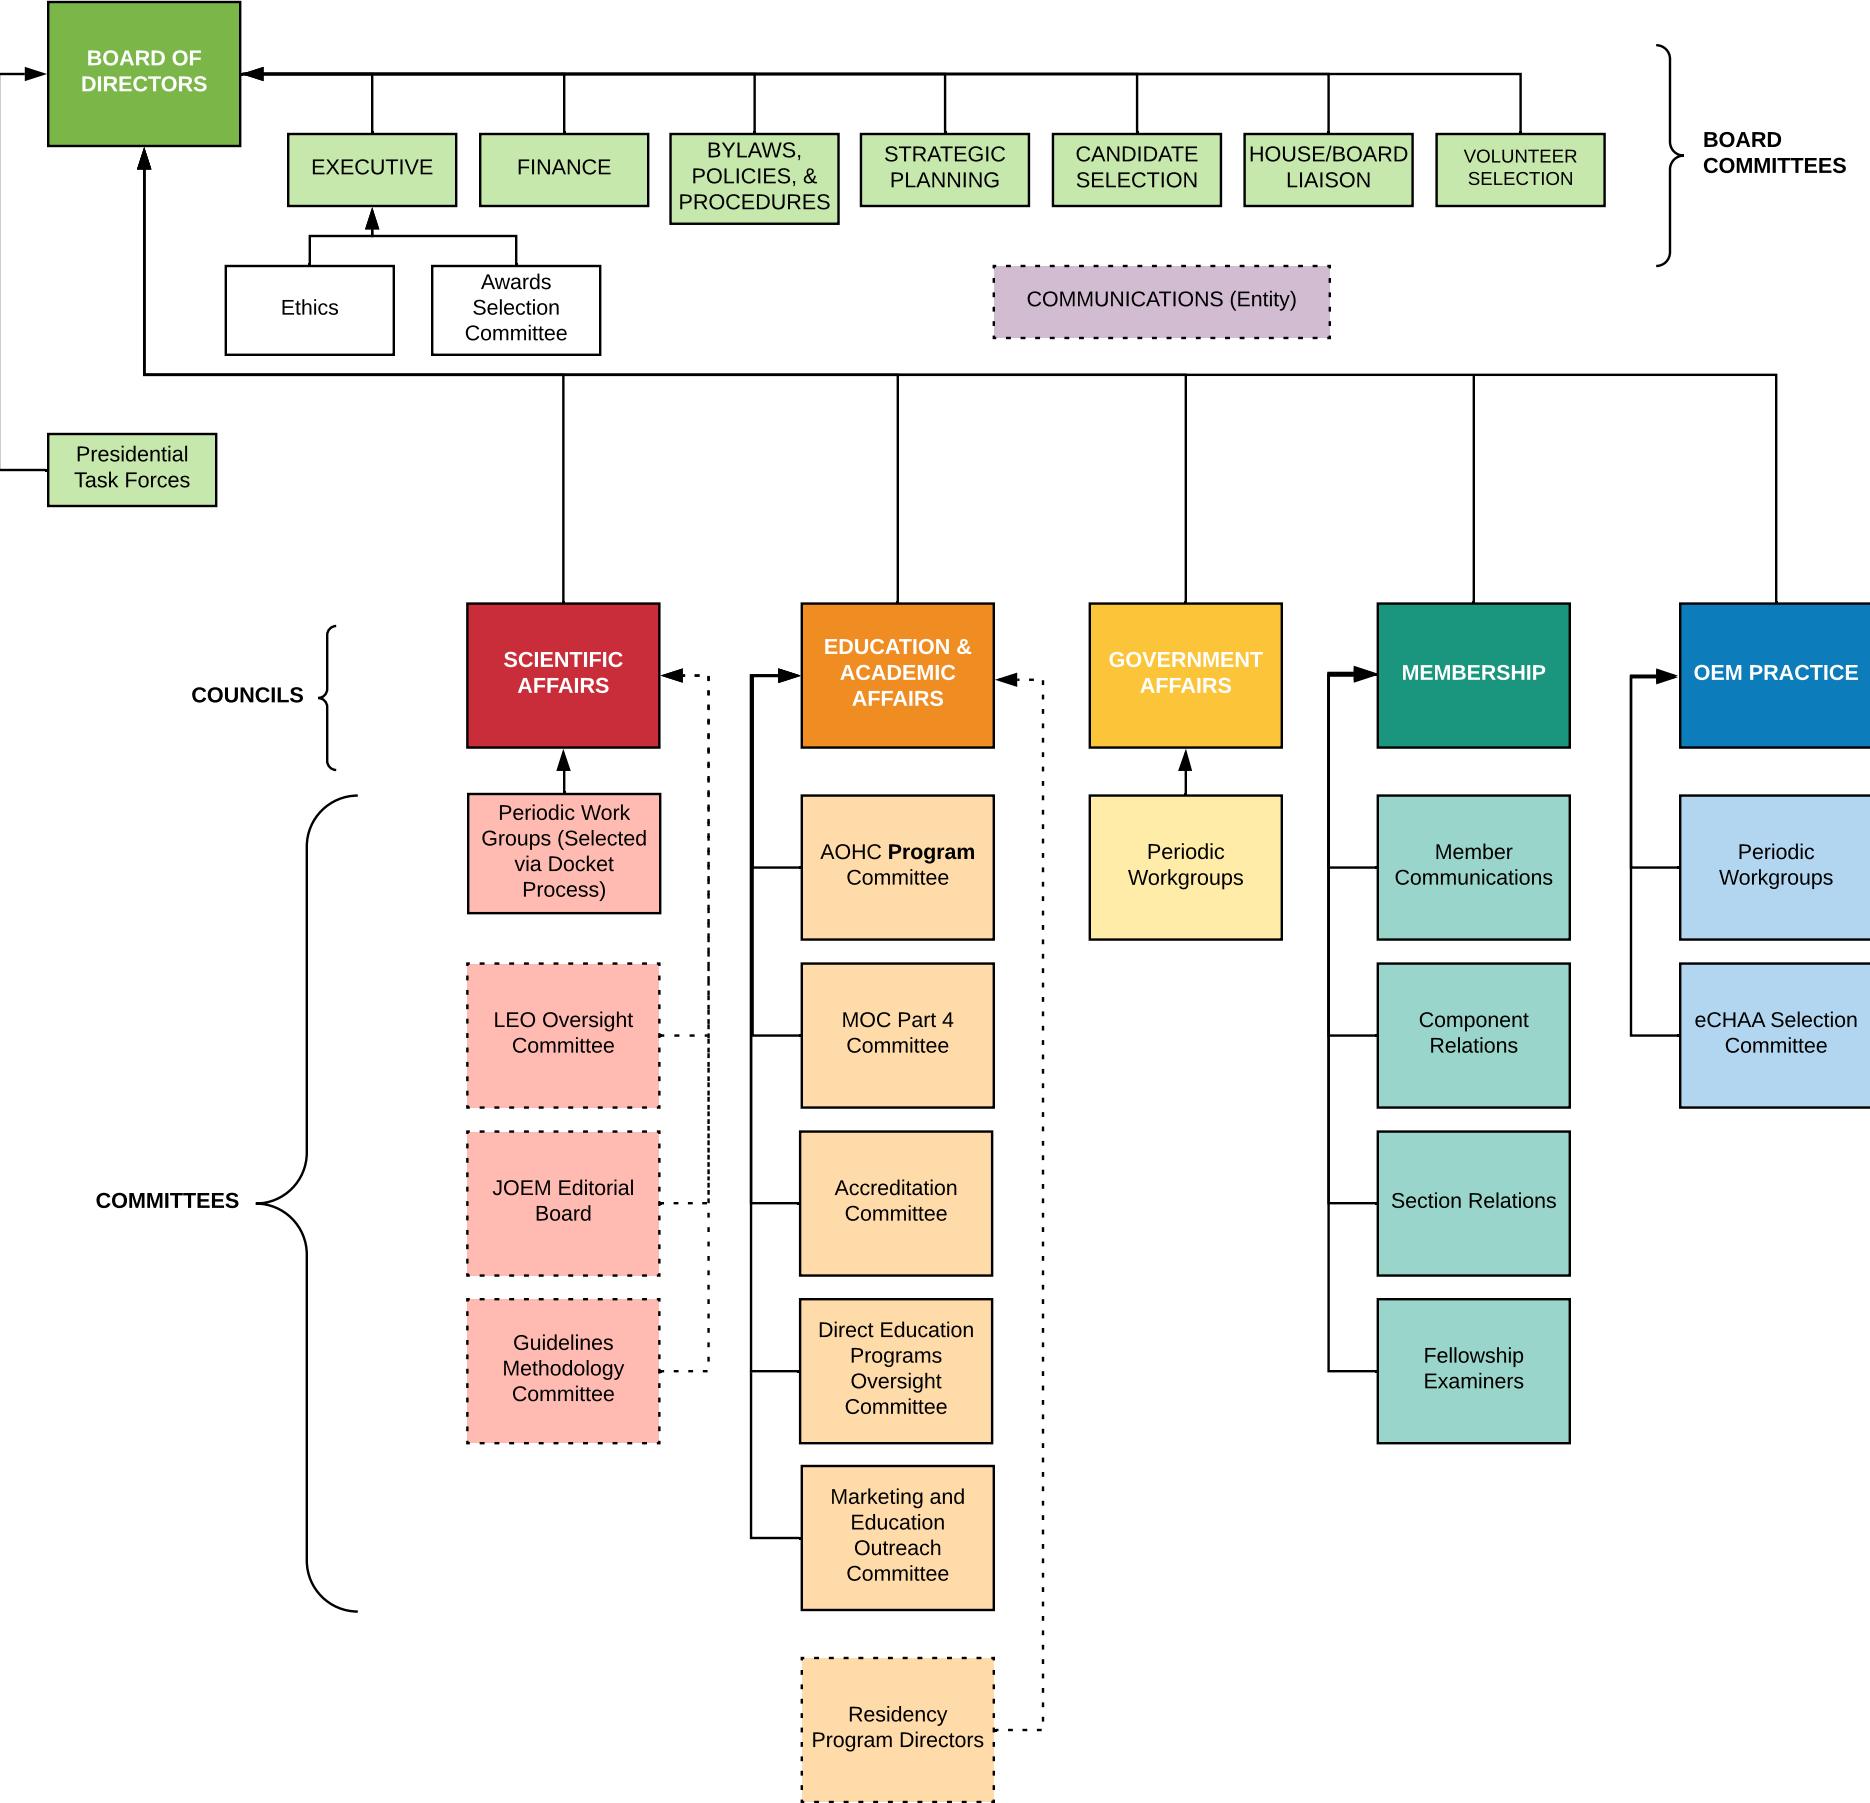 BOARD OF
DIRECTORS
EXECUTIVE
FINANCE
BYLAWS,
POLICIES, &
PROCEDURES
STRATEGIC
PLANNING
CANDIDATE
SELECTION
HOUSE/BOARD
LIAISON
VOLUNTEER
SELECTION
BOARD
COMMITTEES
Ethics
Awards
Selection
Committee
COMMUNICATIONS (Entity)
Presidential
Task Forces
COUNCILS
SCIENTIFIC
AFFAIRS
EDUCATION &
ACADEMIC
AFFAIRS
GOVERNMENT
AFFAIRS
MEMBERSHIP
OEM PRACTICE
COMMITTEES
Periodic Work
Groups (Selected
via Docket
Process)
LEO Oversight
Committee
JOEM Editorial
Board
Guidelines
Methodology
Committee
AOHC Program
Committee
MOC Part 4
Committee
Accreditation
Committee
Direct Education
Programs
Oversight
Committee
Marketing and
Education
Outreach
Committee
Residency
Program Directors
Periodic
Workgroups
Member
Communications
Component
Relations
Section Relations
Fellowship
Examiners
Periodic
Workgroups
eCHAA Selection
Committee